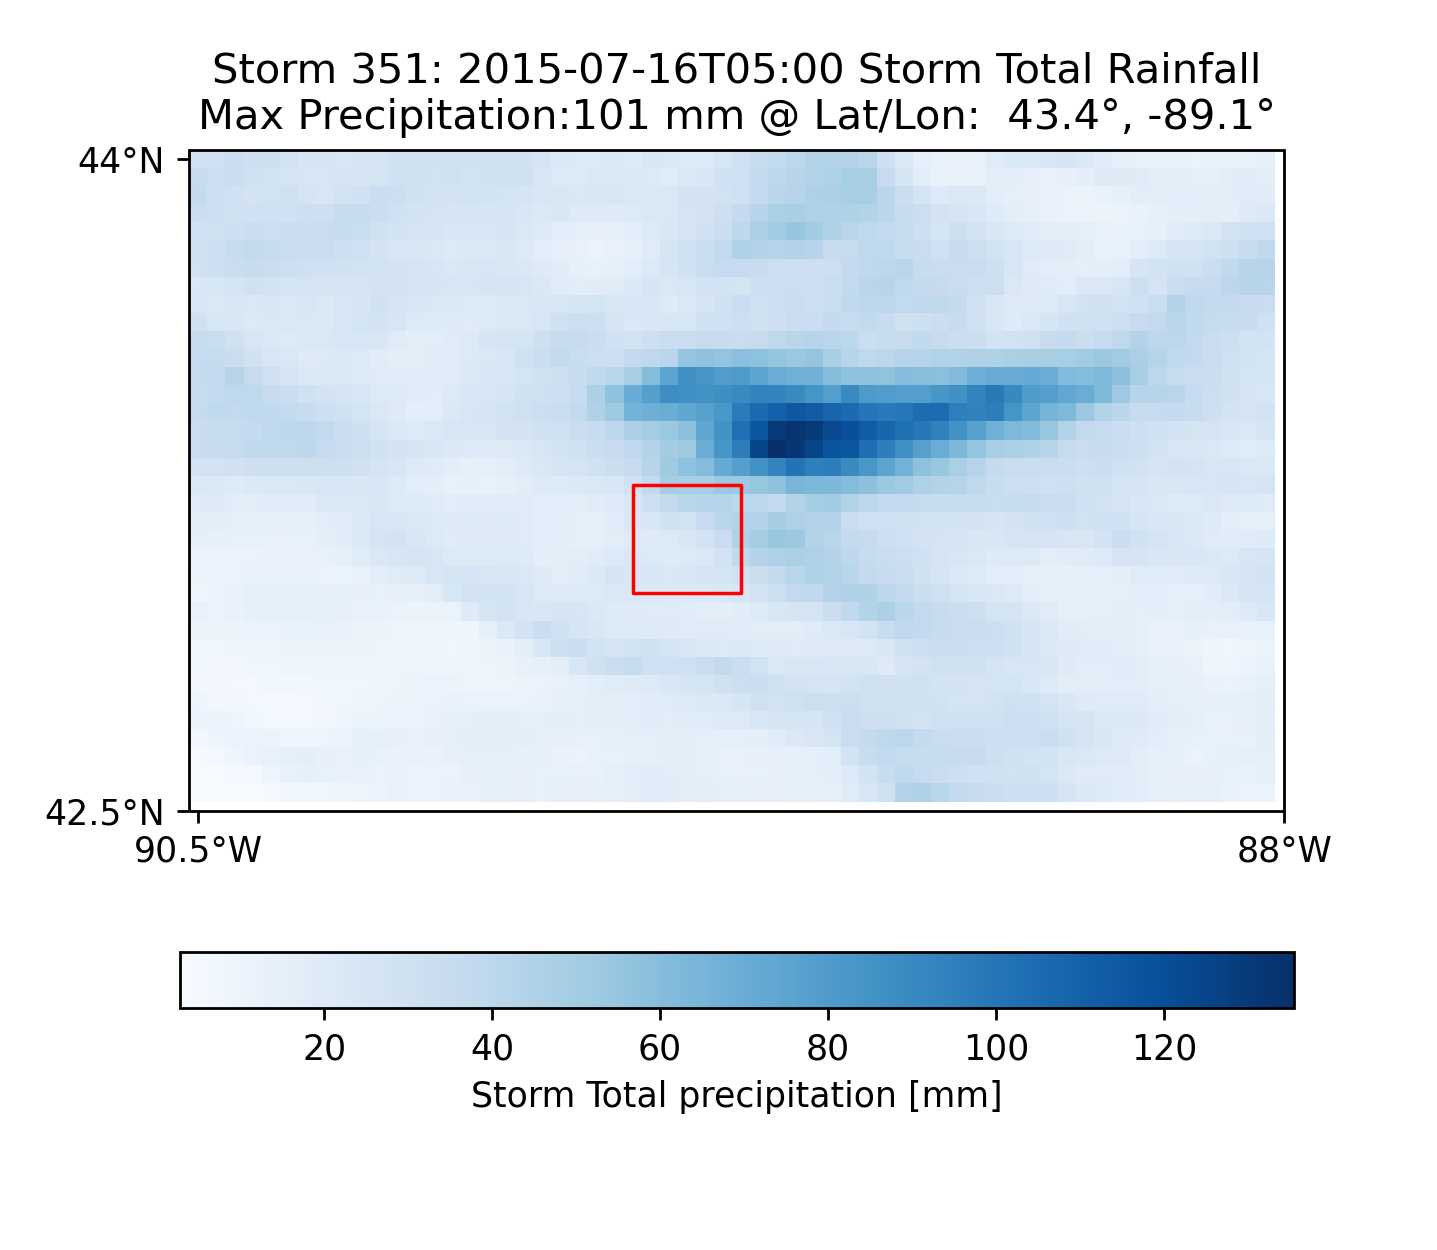 Storm 351: 2015-07-16T05:00 Storm Total Rainfall
Max Precipitation:101 mm @ Lat/Lon:  43.4°, -89.1°
44°N
42.5°N
90.5°W 88°W
20 40 60 80 100 120
Storm Total precipitation [mm]